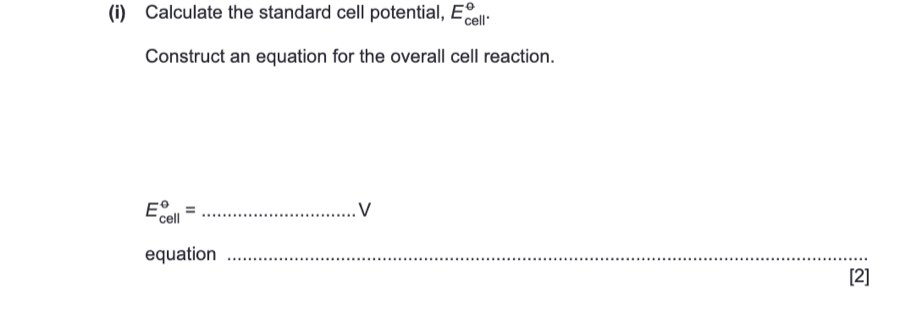 (i) Calculate the standard cell potential, E⦵cell.
Construct an equation for the overall cell reaction.
E⦵cell = .............................. V
equation ................................................................................................................................
[2]